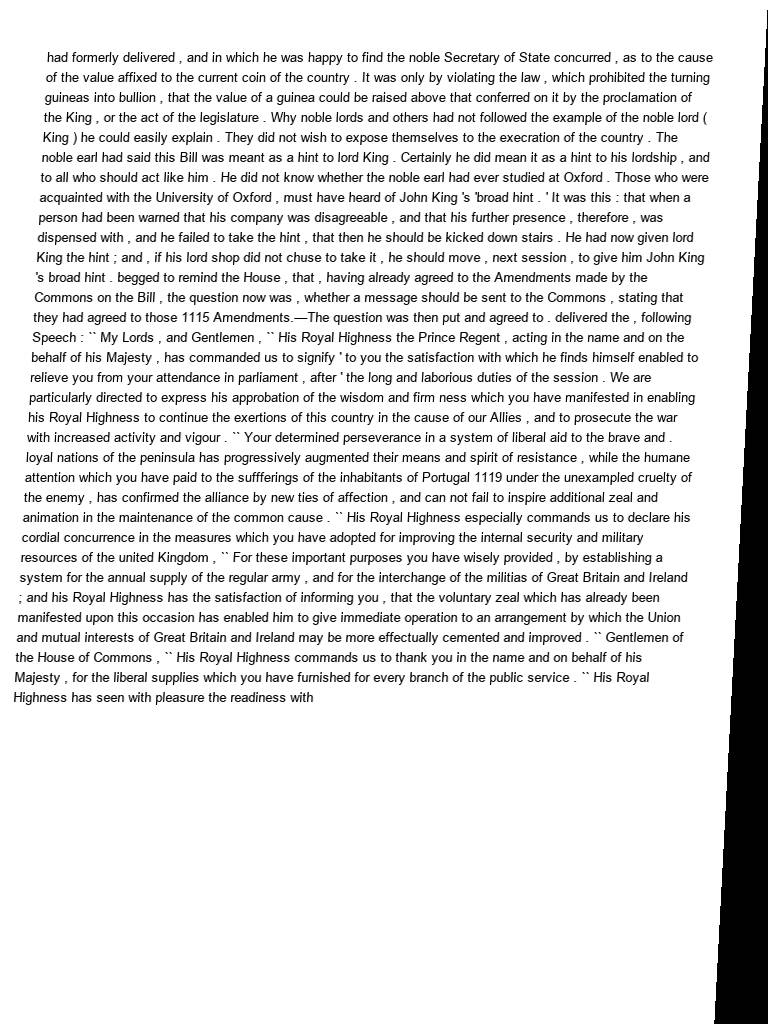 had formerly delivered , and in which he was happy to find the noble Secretary of State concurred , as to the cause
of the value affixed to the current coin of the country . It was only by violating the law , which prohibited the turning
guineas into bullion , that the value of a guinea could be raised above that conferred on it by the proclamation of
the King , or the act of the legislature . Why noble lords and others had not followed the example of the noble lord (
King ) he could easily explain . They did not wish to expose themselves to the execration of the country . The
noble earl had said this Bill was meant as a hint to lord King . Certainly he did mean it as a hint to his lordship , and
to all who should act like him . He did not know whether the noble earl had ever studied at Oxford . Those who were
acquainted with the University of Oxford , must have heard of John King 's 'broad hint . ' It was this : that when a
person had been warned that his company was disagreeable , and that his further presence , therefore , was
dispensed with , and he failed to take the hint , that then he should be kicked down stairs . He had now given lord
King the hint ; and , if his lord shop did not chuse to take it , he should move , next session , to give him John King
's broad hint . begged to remind the House , that , having already agreed to the Amendments made by the
Commons on the Bill , the question now was , whether a message should be sent to the Commons , stating that
they had agreed to those 1115 Amendments.—The question was then put and agreed to . delivered the , following
Speech : `` My Lords , and Gentlemen , `` His Royal Highness the Prince Regent , acting in the name and on the
behalf of his Majesty , has commanded us to signify ' to you the satisfaction with which he finds himself enabled to
relieve you from your attendance in parliament , after ' the long and laborious duties of the session . We are
particularly directed to express his approbation of the wisdom and firm ness which you have manifested in enabling
his Royal Highness to continue the exertions of this country in the cause of our Allies , and to prosecute the war
with increased activity and vigour . `` Your determined perseverance in a system of liberal aid to the brave and .
loyal nations of the peninsula has progressively augmented their means and spirit of resistance , while the humane
attention which you have paid to the suffferings of the inhabitants of Portugal 1119 under the unexampled cruelty of
the enemy , has confirmed the alliance by new ties of affection , and can not fail to inspire additional zeal and
animation in the maintenance of the common cause . `` His Royal Highness especially commands us to declare his
cordial concurrence in the measures which you have adopted for improving the internal security and military
resources of the united Kingdom , `` For these important purposes you have wisely provided , by establishing a
system for the annual supply of the regular army , and for the interchange of the militias of Great Britain and Ireland
; and his Royal Highness has the satisfaction of informing you , that the voluntary zeal which has already been
manifested upon this occasion has enabled him to give immediate operation to an arrangement by which the Union
and mutual interests of Great Britain and Ireland may be more effectually cemented and improved . `` Gentlemen of
the House of Commons , `` His Royal Highness commands us to thank you in the name and on behalf of his
Majesty , for the liberal supplies which you have furnished for every branch of the public service . `` His Royal
Highness has seen with pleasure the readiness with